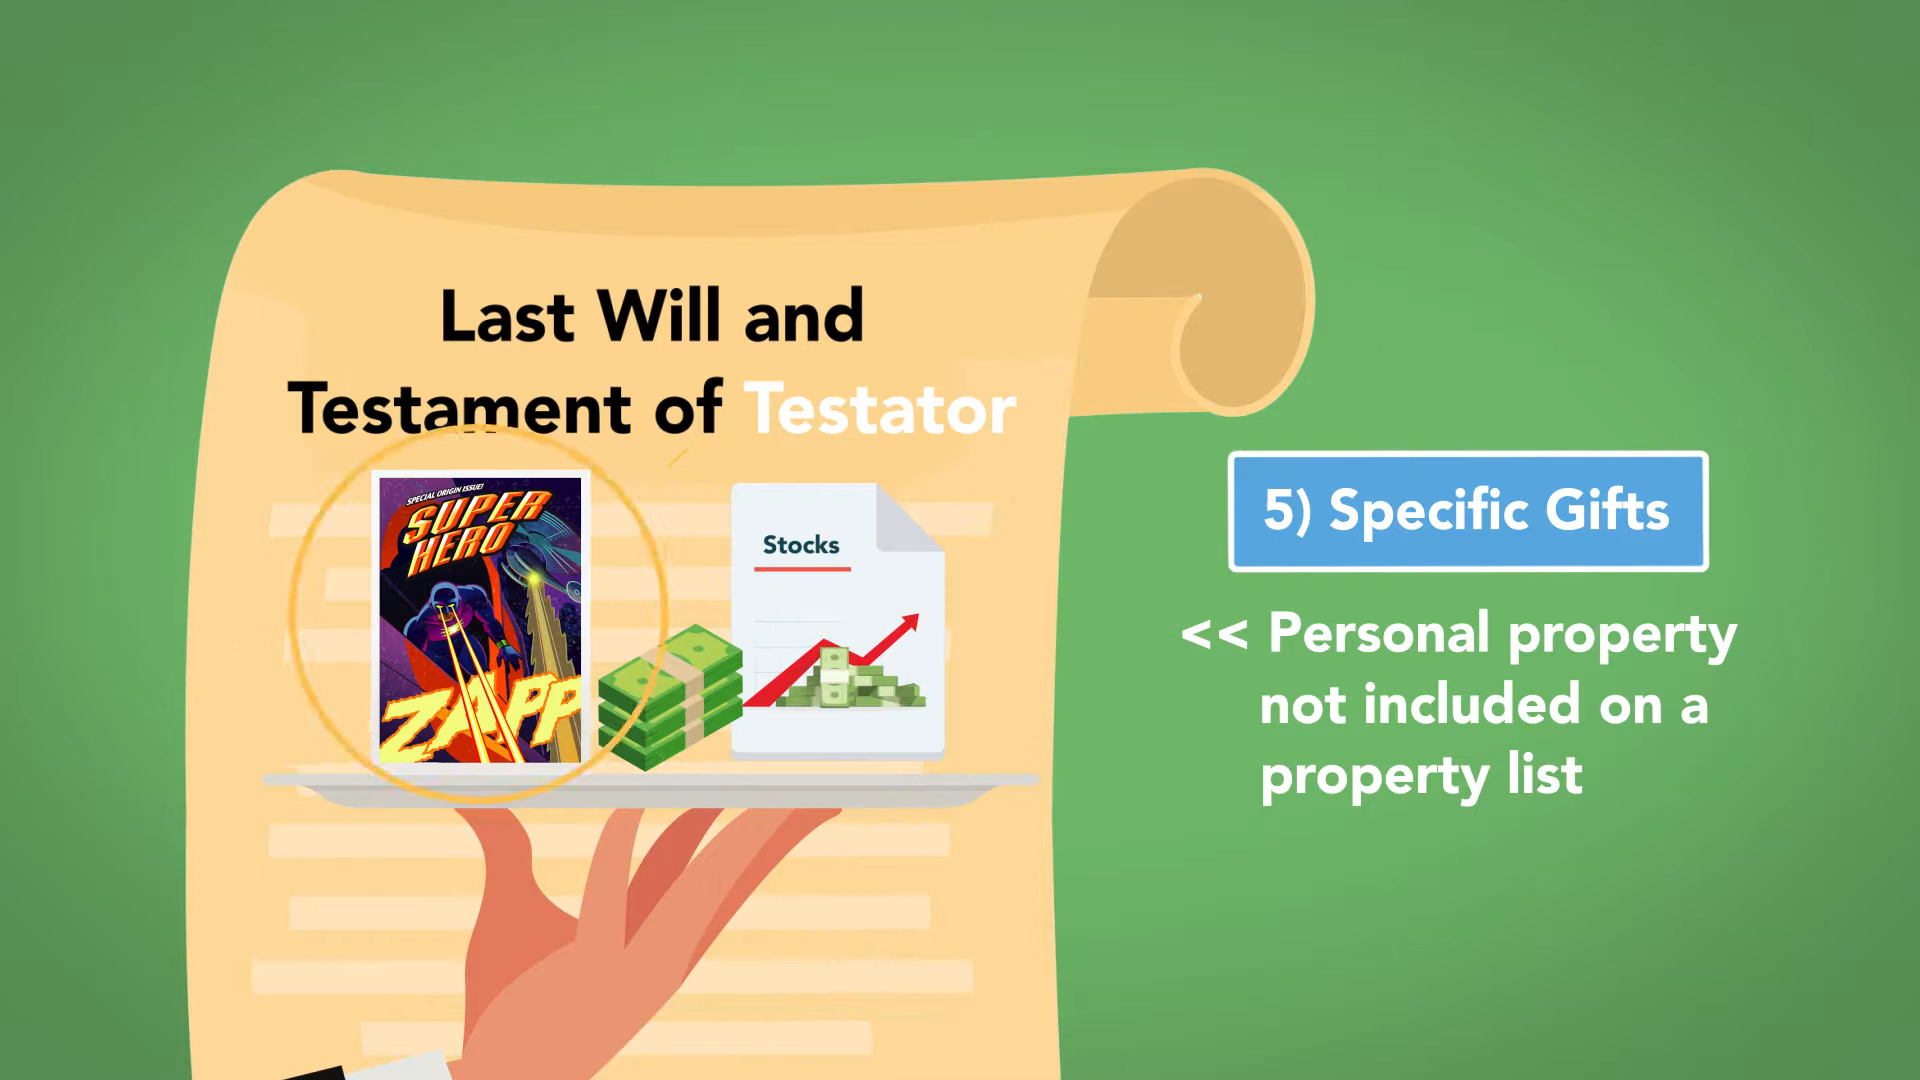 Last Will and
Testament of Testator
SPECIAL ORIGIN ISSUE!
SUPER
HERO
ZAPP
Stocks
5) Specific Gifts
<< Personal property
not included on a
property list